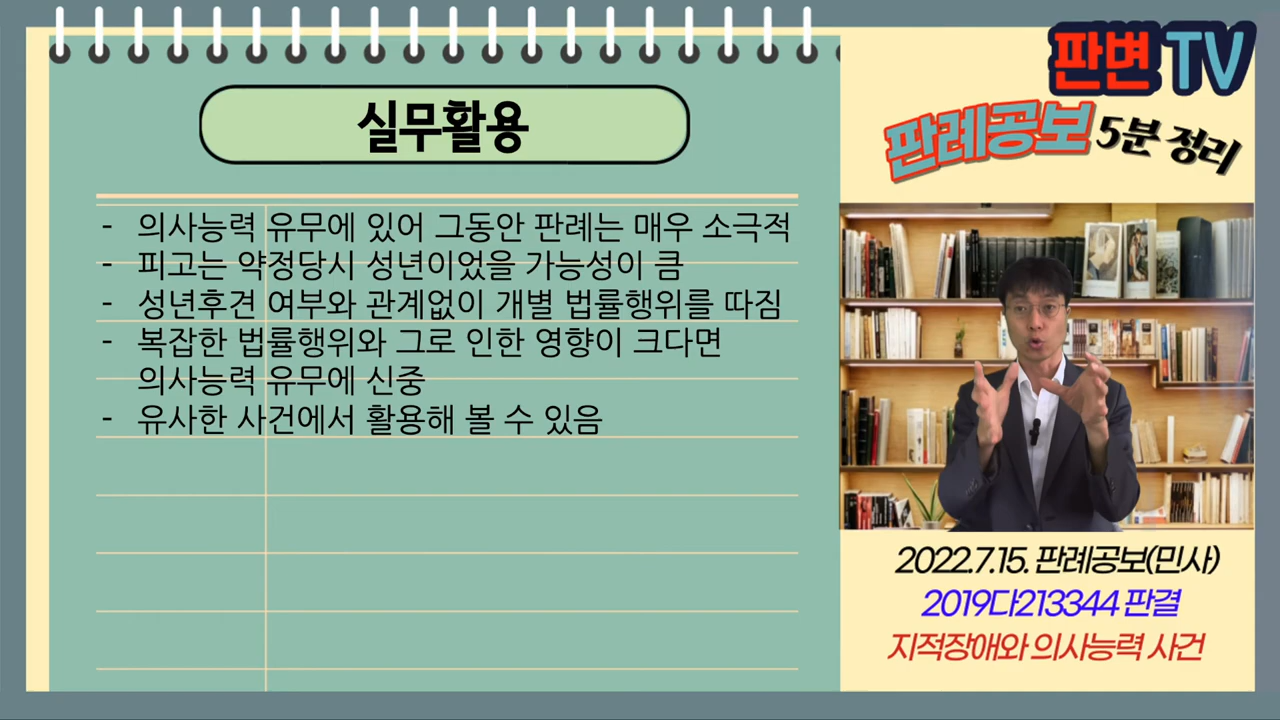 실무활용
- 의사능력 유무에 있어 그동안 판례는 매우 소극적
- 피고는 약정당시 성년이었을 가능성이 큼
- 성년후견 여부와 관계없이 개별 법률행위를 따짐
- 복잡한 법률행위와 그로 인한 영향이 크다면
의사능력 유무에 신중
- 유사한 사건에서 활용해 볼 수 있음
판변 TV
판례공보 5분 정리
2022.7.15. 판례공보(민사)
2019다213344 판결
지적장애와 의사능력 사건